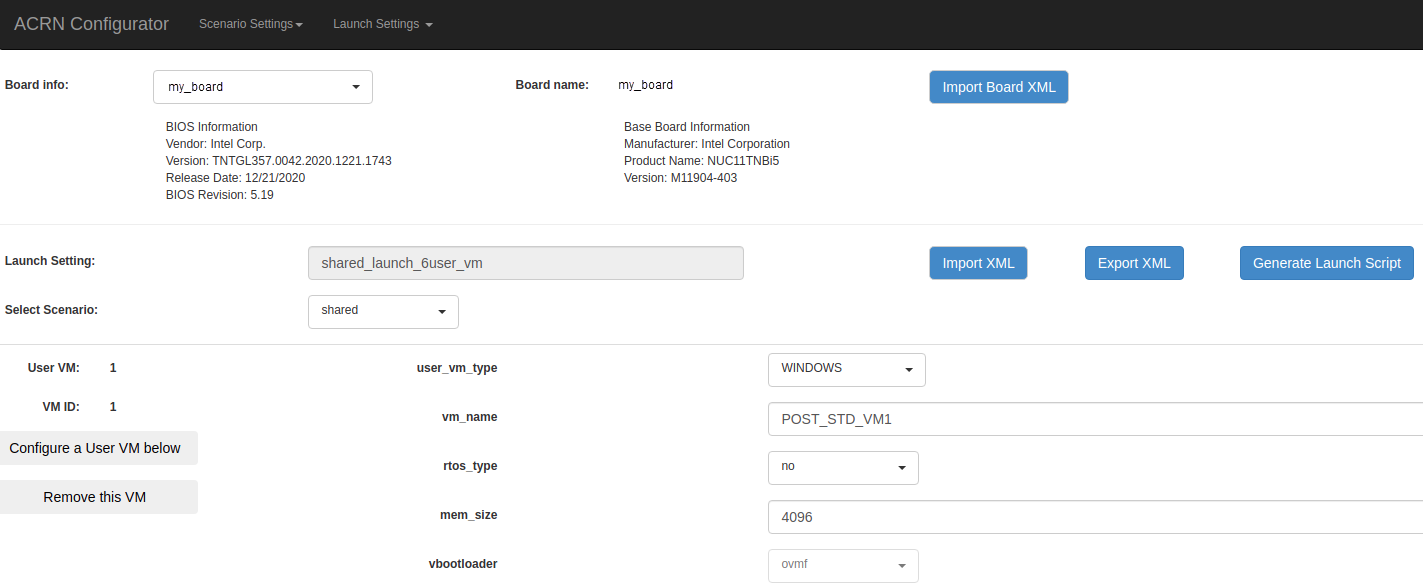 ACRN Configurator Scenario Settings Launch Settings
Board info: my_board Board name: my_board Import Board XML
BIOS Information
Vendor: Intel Corp.
Version: TNTGL357.0042.2020.1221.1743
Release Date: 12/21/2020
BIOS Revision: 5.19
Base Board Information
Manufacturer: Intel Corporation
Product Name: NUC11TNBi5
Version: M11904-403
Launch Setting: shared_launch_6user_vm Import XML Export XML Generate Launch Script
Select Scenario: shared
User VM: 1
VM ID: 1
Configure a User VM below
Remove this VM
user_vm_type WINDOWS
vm_name POST_STD_VM1
rtos_type no
mem_size 4096
vbootloader ovmf